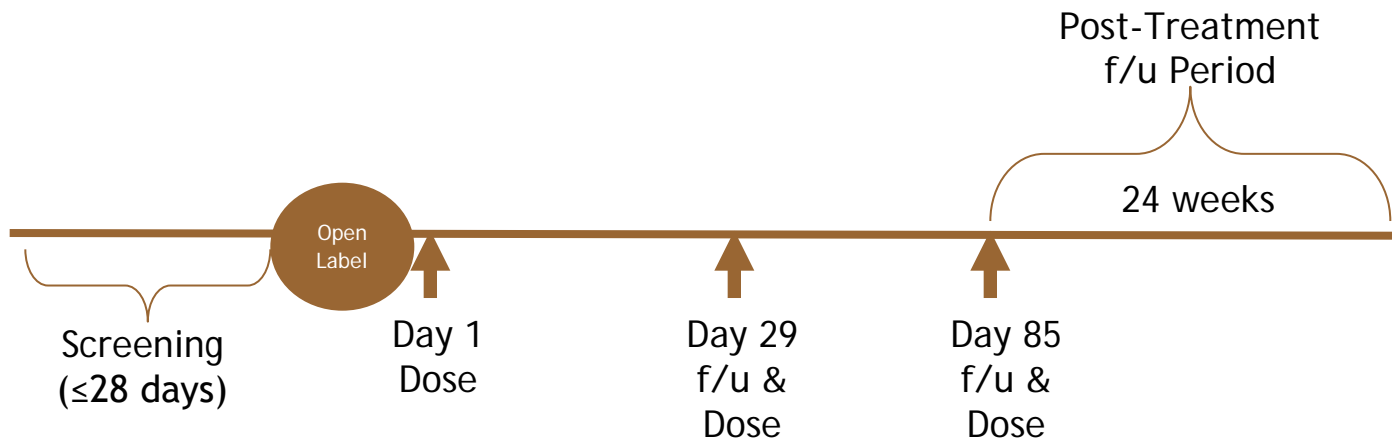 Post-Treatment
f/u Period
24 weeks
Open
Label
Screening
(≤28 days)
Day 1
Dose
Day 29
f/u &
Dose
Day 85
f/u &
Dose